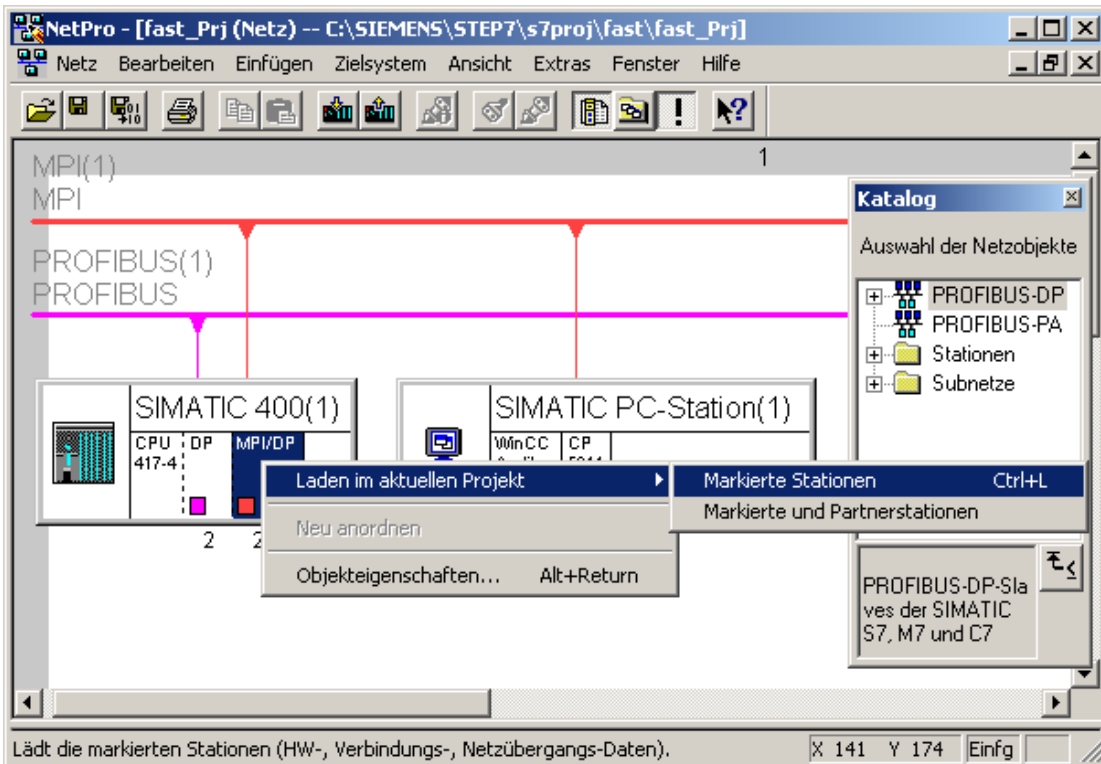 NetPro - [fast_Prj (Netz) -- C:\SIEMENS\STEP7\s7proj\fast\fast_Prj]
Netz Bearbeiten Einfügen Zielsystem Ansicht Extras Fenster Hilfe
1
MPI(1)
MPI
PROFIBUS(1)
PROFIBUS
SIMATIC 400(1)
CPU DP MPI/DP
417-4
2 2
SIMATIC PC-Station(1)
WinCC CP
Laden im aktuellen Projekt
Neu anordnen
Objekteigenschaften... Alt+Return
Markierte Stationen Ctrl+L
Markierte und Partnerstationen
Katalog
Auswahl der Netzobjekte
PROFIBUS-DP
PROFIBUS-PA
Stationen
Subnetze
PROFIBUS-DP-Sla
ves der SIMATIC
S7, M7 und C7
Lädt die markierten Stationen (HW-, Verbindungs-, Netzübergangs-Daten).
X 141 Y 174 Einfg